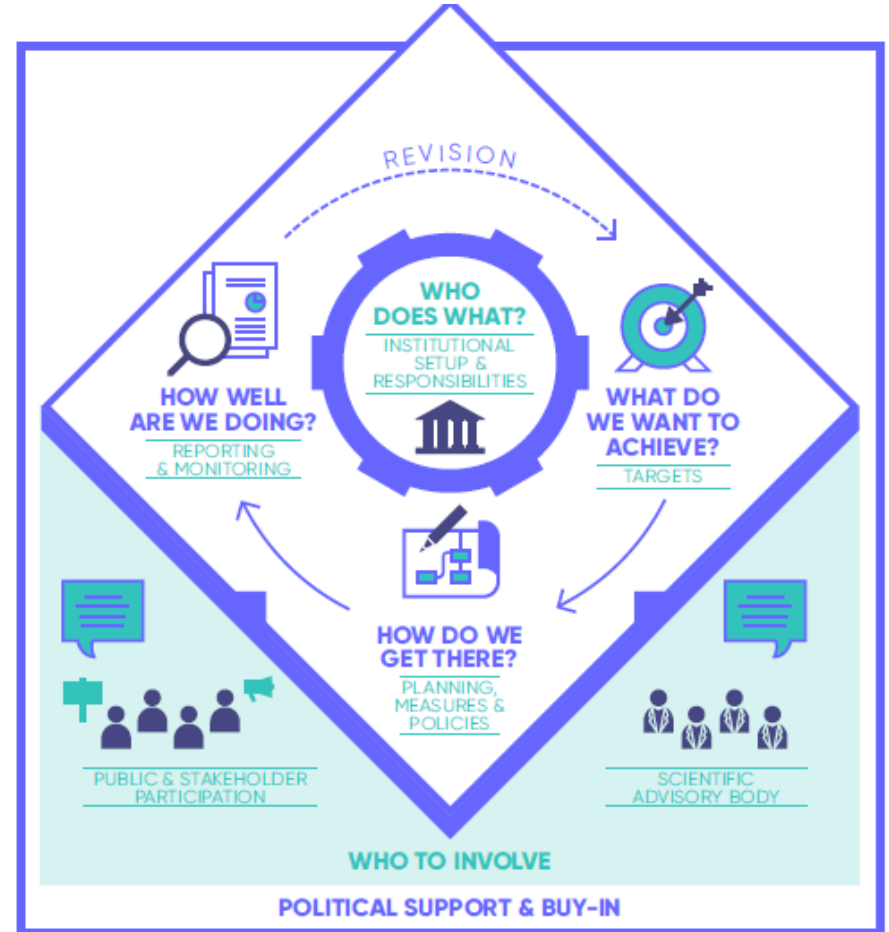 REVISION
WHO
DOES WHAT?
INSTITUTIONAL
SETUP &
RESPONSIBILITIES
HOW WELL
ARE WE DOING?
REPORTING
& MONITORING
WHAT DO
WE WANT TO
ACHIEVE?
TARGETS
HOW DO WE
GET THERE?
PLANNING,
MEASURES &
POLICIES
PUBLIC & STAKEHOLDER
PARTICIPATION
SCIENTIFIC
ADVISORY BODY
WHO TO INVOLVE
POLITICAL SUPPORT & BUY-IN